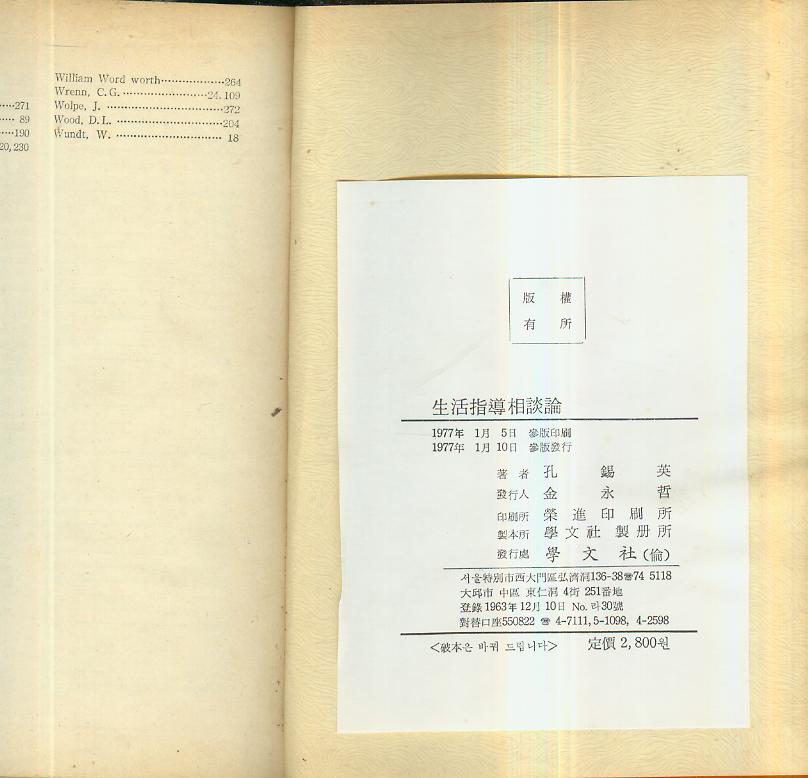 271
89
190
20,230
William Word worth··················264
Wrenn, C.G. ························24.109
Wolpe, J. ································272
Wood, D.L. ······························204
Wundt, W. ······························ 18
版 權
有 所
生活指導相談論
1977年 1月 5日 參版印刷
1977年 1月 10日 參版發行
著 者 孔 錫 英
發行人 金 永 哲
印刷所 榮 進 印 刷 所
製本所 學文社 製册所
發行處 學 文 社 (倫)
서울特別市西大門區弘濟洞136-38☎74 5118
大邱市 中區 東仁洞 4街 251番地
登錄 1963年 12月 10日 No. 라30號
對替口座550822 ☎ 4-7111, 5-1098, 4-2598
<破本은 바꿔 드립니다> 定價 2,800원